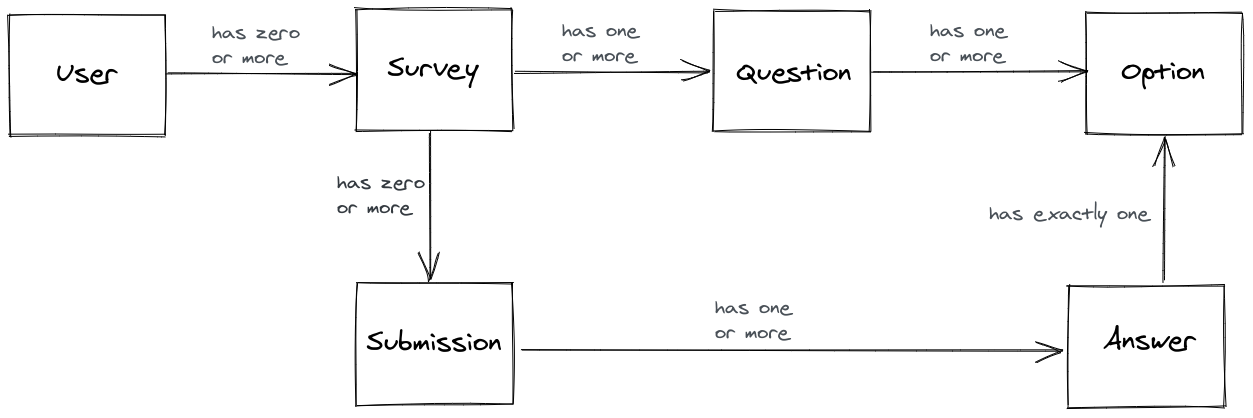 User
has zero
or more
Survey
has one
or more
Question
has one
or more
Option
has zero
or more
has exactly one
Submission
has one
or more
Answer